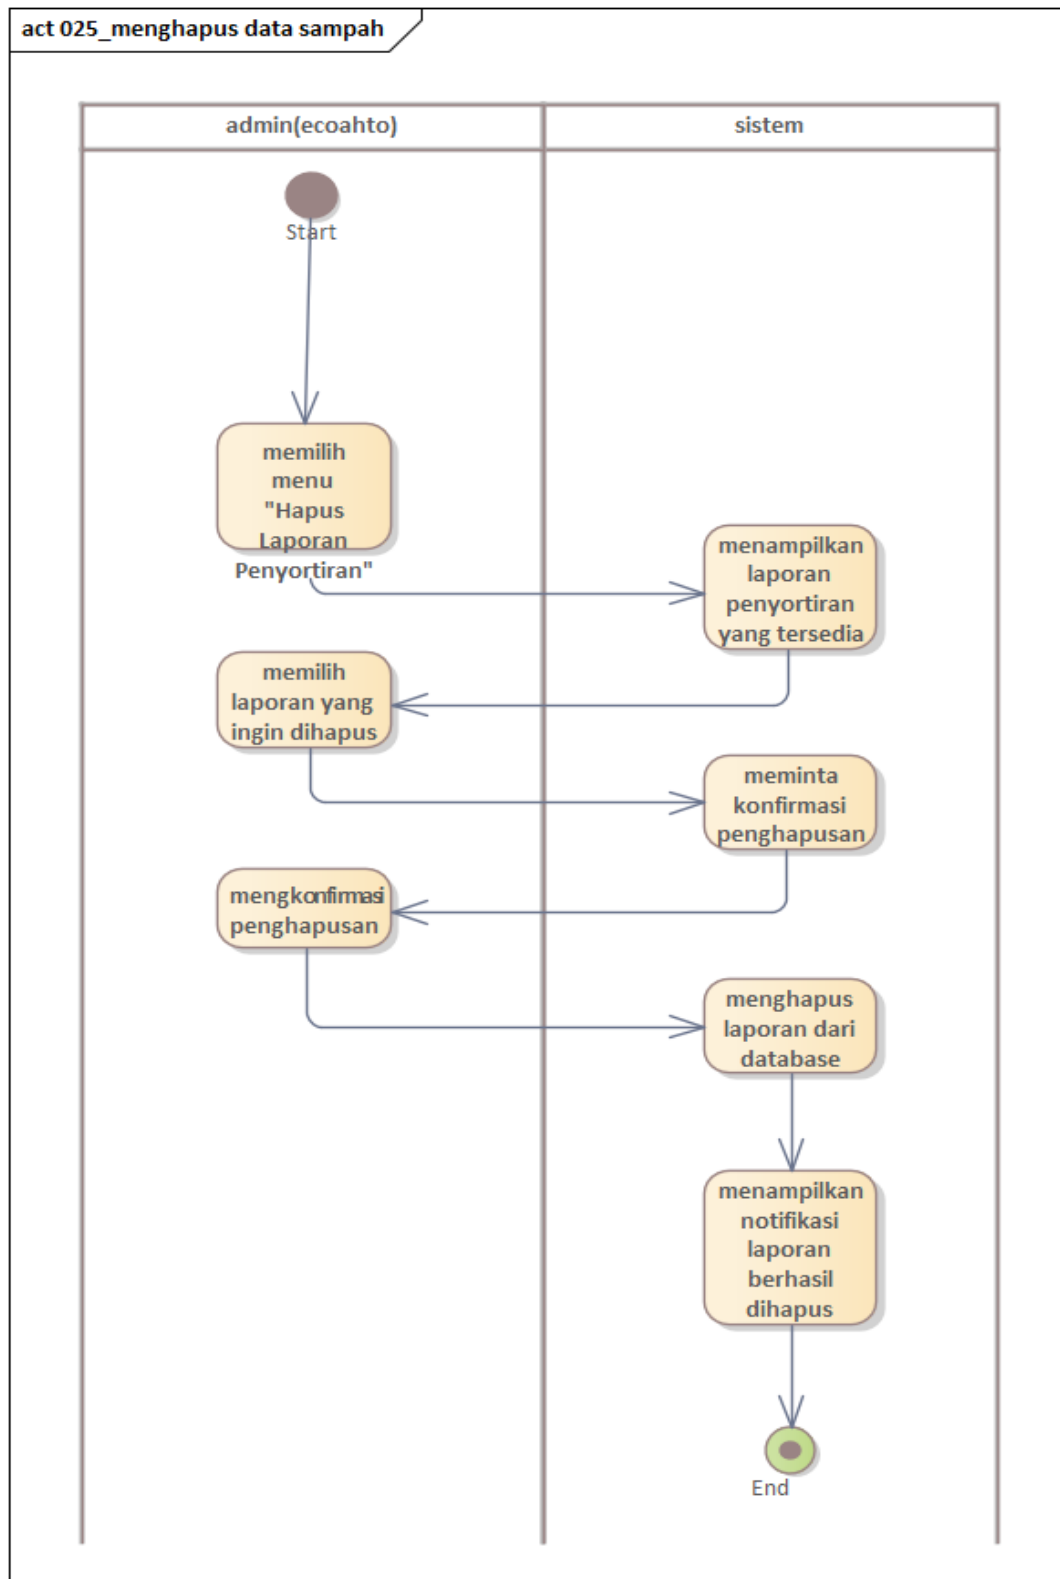 act 025_menghapus data sampah
admin(ecoahto)
sistem
Start
memilih
menu
"Hapus
Laporan
Penyortiran"
menampilkan
laporan
penyortiran
yang tersedia
memilih
laporan yang
ingin dihapus
meminta
konfirmasi
penghapusan
mengkonfirmasi
penghapusan
menghapus
laporan dari
database
menampilkan
notifikasi
laporan
berhasil
dihapus
End